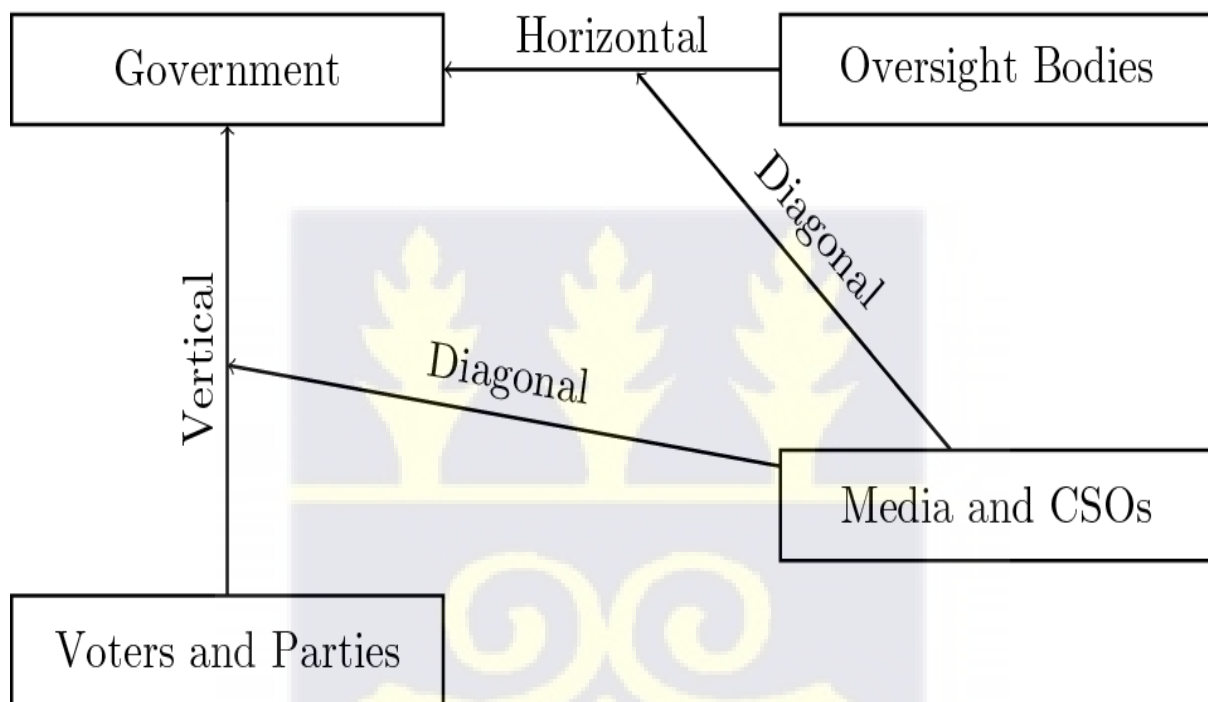 Horizontal
Government
Oversight Bodies
Diagonal
Vertical
Diagonal
Media and CSOs
Voters and Parties